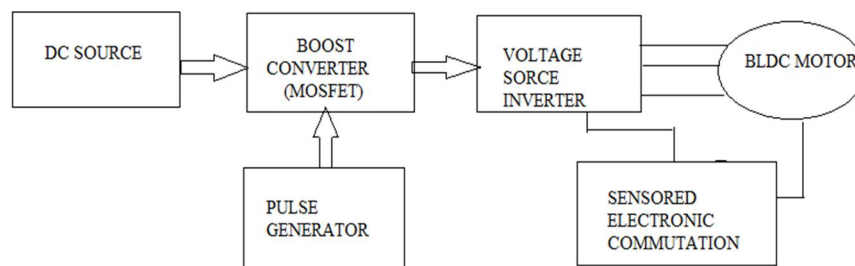 DC SOURCE
BOOST
CONVERTER
(MOSFET)
VOLTAGE
SORCE
INVERTER
BLDC MOTOR
PULSE
GENERATOR
SENSORED
ELECTRONIC
COMMUTATION